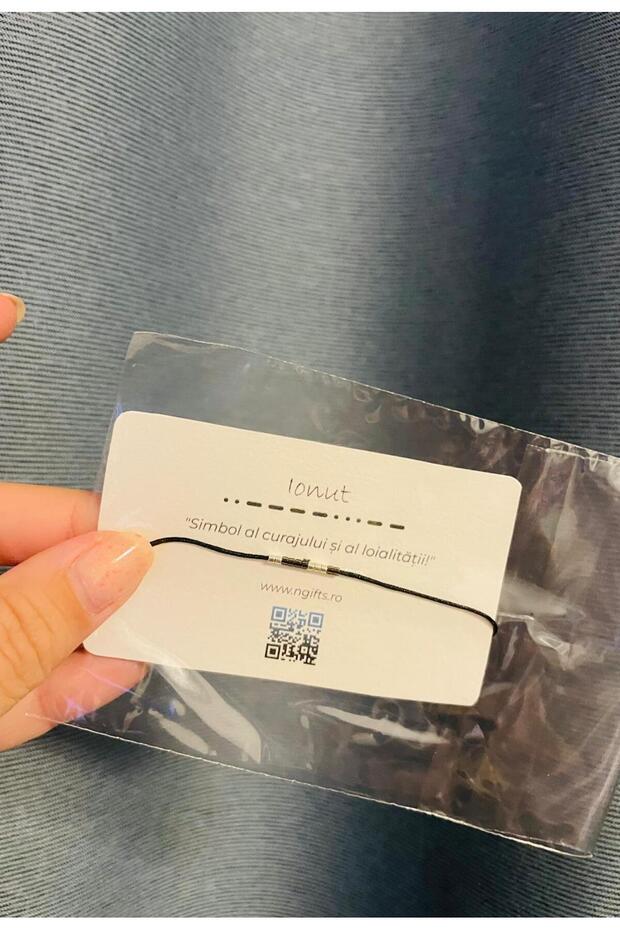 Ionut
"Simbol al curajului și al loialității!"
www.ngifts.ro